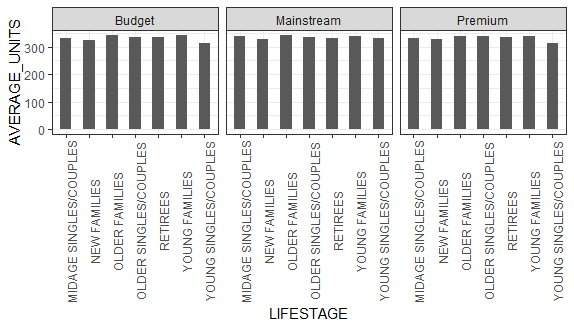 Budget
Mainstream
Premium
AVERAGE_UNITS
300
200
100
0
MIDAGE SINGLES/COUPLES
NEW FAMILIES
OLDER FAMILIES
OLDER SINGLES/COUPLES
RETIREES
YOUNG FAMILIES
YOUNG SINGLES/COUPLES
MIDAGE SINGLES/COUPLES
NEW FAMILIES
OLDER FAMILIES
OLDER SINGLES/COUPLES
RETIREES
YOUNG FAMILIES
YOUNG SINGLES/COUPLES
MIDAGE SINGLES/COUPLES
NEW FAMILIES
OLDER FAMILIES
OLDER SINGLES/COUPLES
RETIREES
YOUNG FAMILIES
YOUNG SINGLES/COUPLES
LIFESTAGE